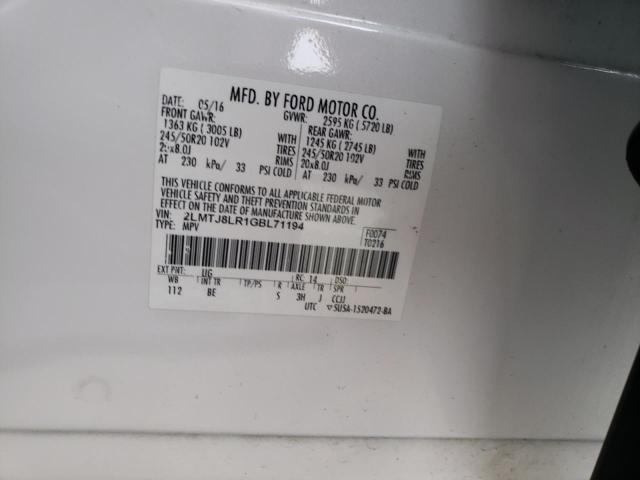 MFD. BY FORD MOTOR CO.
DATE: 05/16 GVWR: 2595 KG ( 5720 LB)
FRONT GAWR: REAR GAWR:
1363 KG ( 3005 LB) WITH 1245 KG ( 2745 LB) WITH
245/50R20 102V TIRES 245/50R20 102V TIRES
20x8.0J RIMS 20x8.0J RIMS
AT 230 kPa/ 33 PSI COLD AT 230 kPa/ 33 PSI COLD
THIS VEHICLE CONFORMS TO ALL APPLICABLE FEDERAL MOTOR
VEHICLE SAFETY AND THEFT PREVENTION STANDARDS IN
EFFECT ON THE DATE OF MANUFACTURE SHOWN ABOVE.
VIN: 2LMTJ8LR1GBL71194
TYPE: MPV
F0074
T0216
EXT PNT: UG RC: 14 DSO:
WB INT TR TP/PS R AXLE TR SPR
112 BE S 3H J CCJJ
UTC ▽5USA-1520472-BA